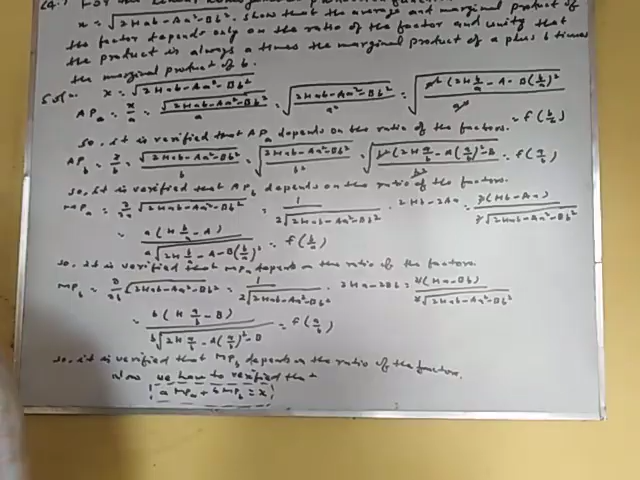 (4.) For the linear homogeneous production function
x = √2Hab - Aa² - Bb², show that the average and marginal product of
the factor depends only on the ratio of the factor and verify that
the product is always a times the marginal product of a plus b times
the marginal product of b.
Soln:- x = √2Hab - Aa² - Bb²
APa = x/a = √2Hab - Aa² - Bb² / a = √(2Hab - Aa² - Bb² / a²) = √(a²(2H b/a - A - B(b/a)²) / a²) = f(b/a)
So, it is verified that APa depends on the ratio of the factors.
APb = x/b = √2Hab - Aa² - Bb² / b = √(2Hab - Aa² - Bb² / b²) = √(b²(2H a/b - A(a/b)² - B) / b²) = f(a/b)
So, it is verified that APb depends on the ratio of the factors.
MPa = ∂/∂a √2Hab - Aa² - Bb² = 1 / 2√2Hab - Aa² - Bb² · 2Hb - 2Aa = 2(Hb - Aa) / 2√2Hab - Aa² - Bb²
= a(H b/a - A) / a√2H b/a - A - B(b/a)² = f(b/a)
So, it is verified that MPa depends on the ratio of the factors.
MPb = ∂/∂b √2Hab - Aa² - Bb² = 1 / 2√2Hab - Aa² - Bb² · 2Ha - 2Bb = 2(Ha - Bb) / 2√2Hab - Aa² - Bb²
= b(H a/b - B) / b√2H a/b - A(a/b)² - B = f(a/b)
So, it is verified that MPb depends on the ratio of the factors.
Now we have to verified that
a MPa + b MPb = x